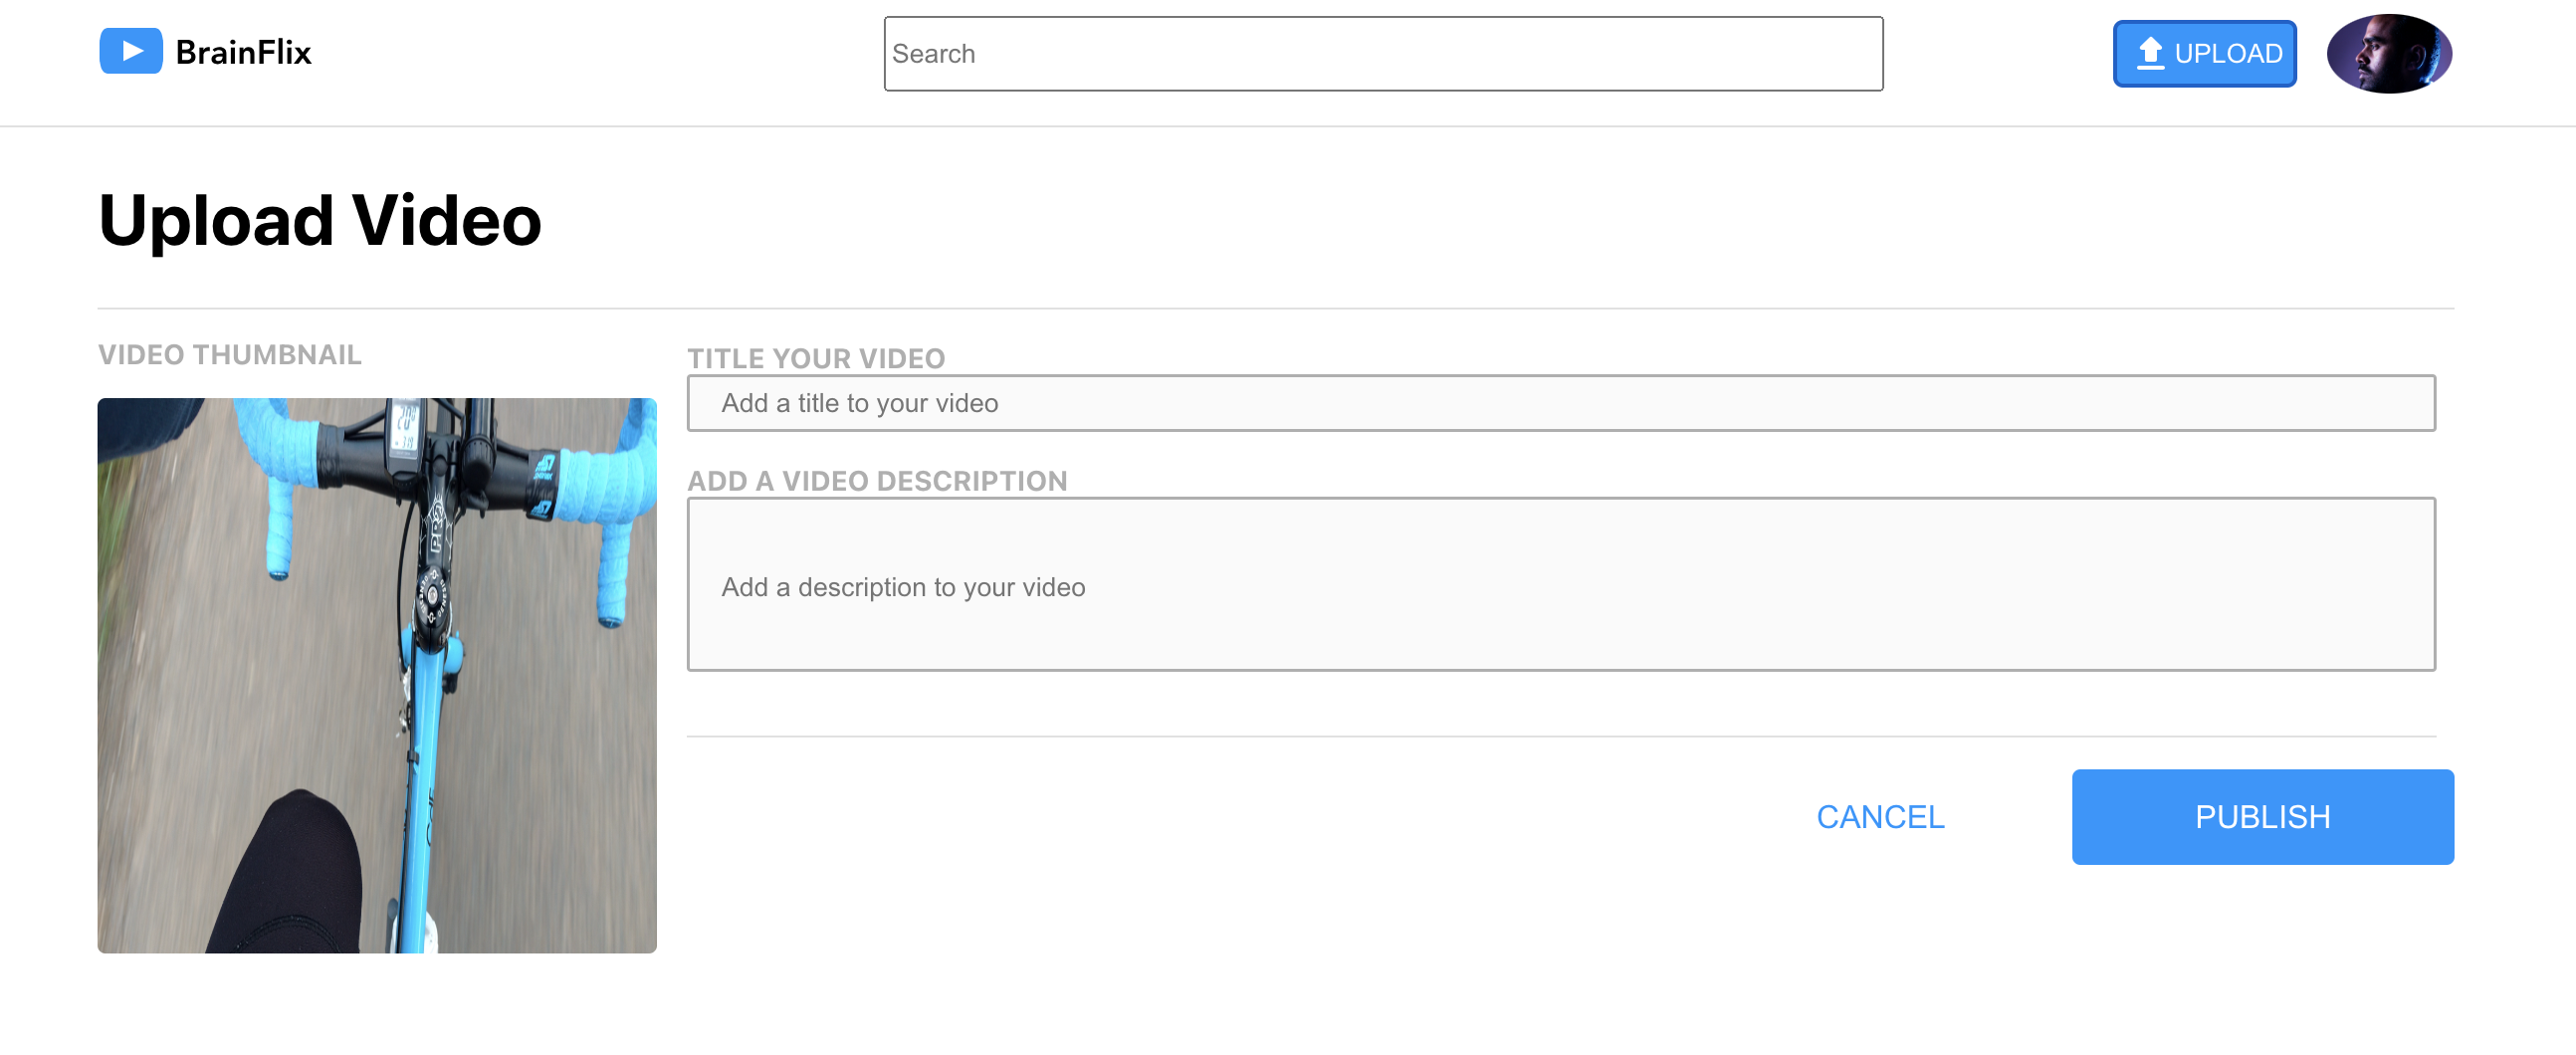 BrainFlix
Search
UPLOAD
Upload Video
VIDEO THUMBNAIL
TITLE YOUR VIDEO
Add a title to your video
ADD A VIDEO DESCRIPTION
Add a description to your video
PRO
CANCEL
PUBLISH